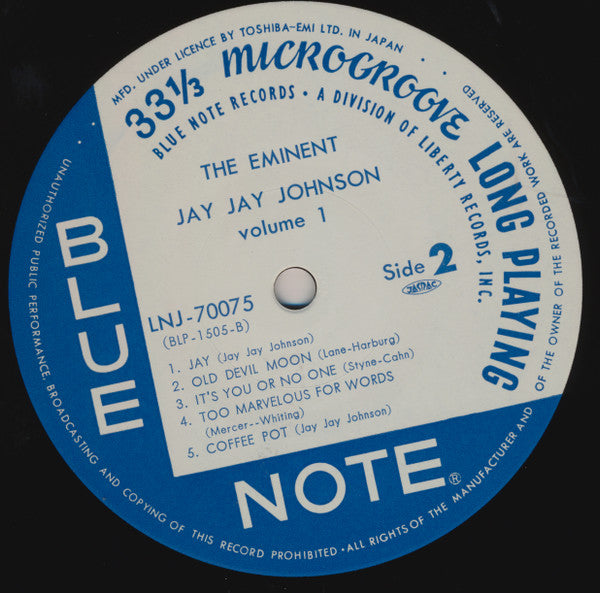 MFD. UNDER LICENCE BY TOSHIBA-EMI LTD. IN JAPAN
33 1/3 MICROGROOVE LONG PLAYING
BLUE NOTE RECORDS • A DIVISION OF LIBERTY RECORDS, INC.
THE EMINENT
JAY JAY JOHNSON
volume 1
Side 2
JASRAC
LNJ-70075
(BLP-1505-B)
1. JAY (Jay Jay Johnson)
2. OLD DEVIL MOON (Lane-Harburg)
3. IT'S YOU OR NO ONE (Styne-Cahn)
4. TOO MARVELOUS FOR WORDS
(Mercer--Whiting)
5. COFFEE POT (Jay Jay Johnson)
BLUE
NOTE®
UNAUTHORIZED PUBLIC PERFORMANCE BROADCASTING AND COPYING OF THIS RECORD PROHIBITED • ALL RIGHTS OF THE MANUFACTURER AND OF THE OWNER OF THE RECORDED WORK ARE RESERVED